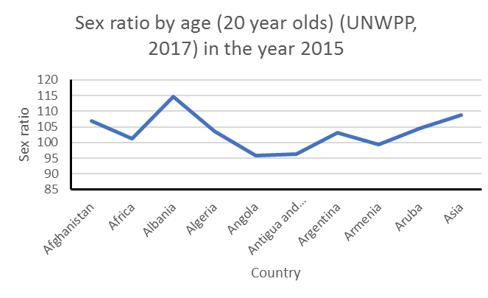 Sex ratio by age (20 year olds) (UNWPP,
2017) in the year 2015
120
115
110
105
100
95
90
85
Sex ratio
Afghanistan
Africa
Albania
Algeria
Angola
Antigua and...
Argentina
Armenia
Aruba
Asia
Country